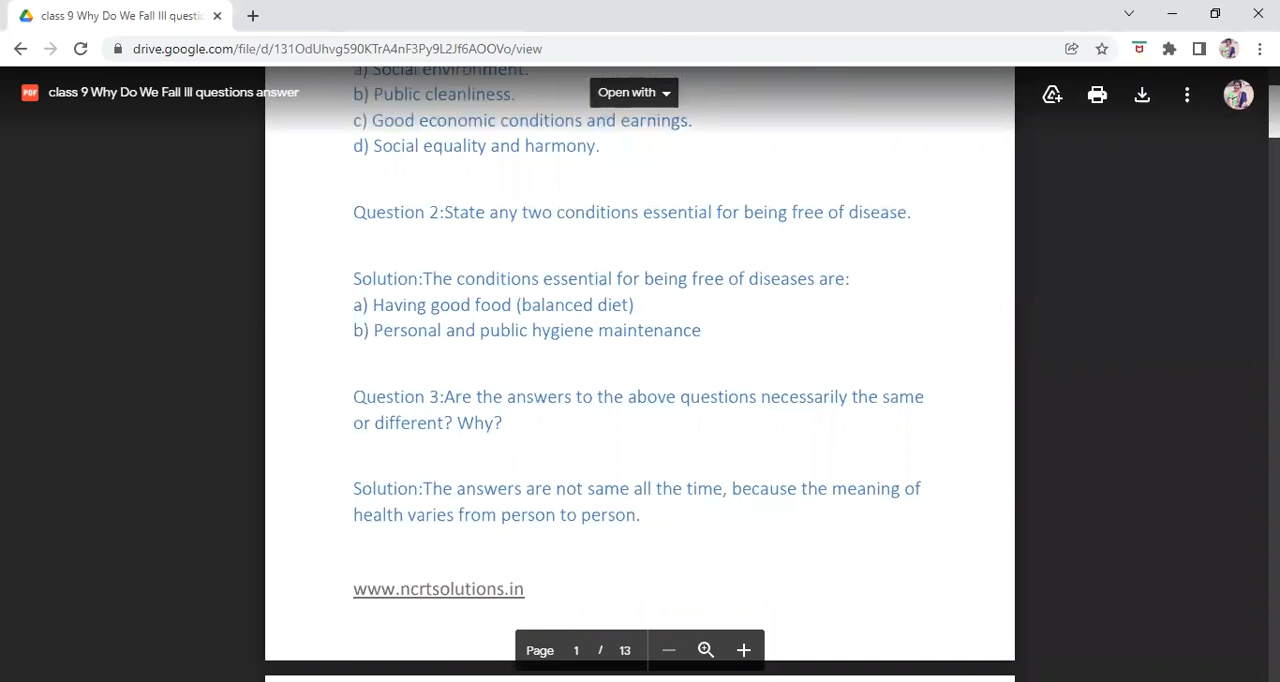 class 9 Why Do We Fall Ill questi
drive.google.com/file/d/131OdUhvg590KTrA4nF3Py9L2Jf6AOOVo/view
PDF class 9 Why Do We Fall Ill questions answer
Open with
a) Social environment.
b) Public cleanliness.
c) Good economic conditions and earnings.
d) Social equality and harmony.
Question 2:State any two conditions essential for being free of disease.
Solution:The conditions essential for being free of diseases are:
a) Having good food (balanced diet)
b) Personal and public hygiene maintenance
Question 3:Are the answers to the above questions necessarily the same
or different? Why?
Solution:The answers are not same all the time, because the meaning of
health varies from person to person.
www.ncrtsolutions.in
Page 1 / 13